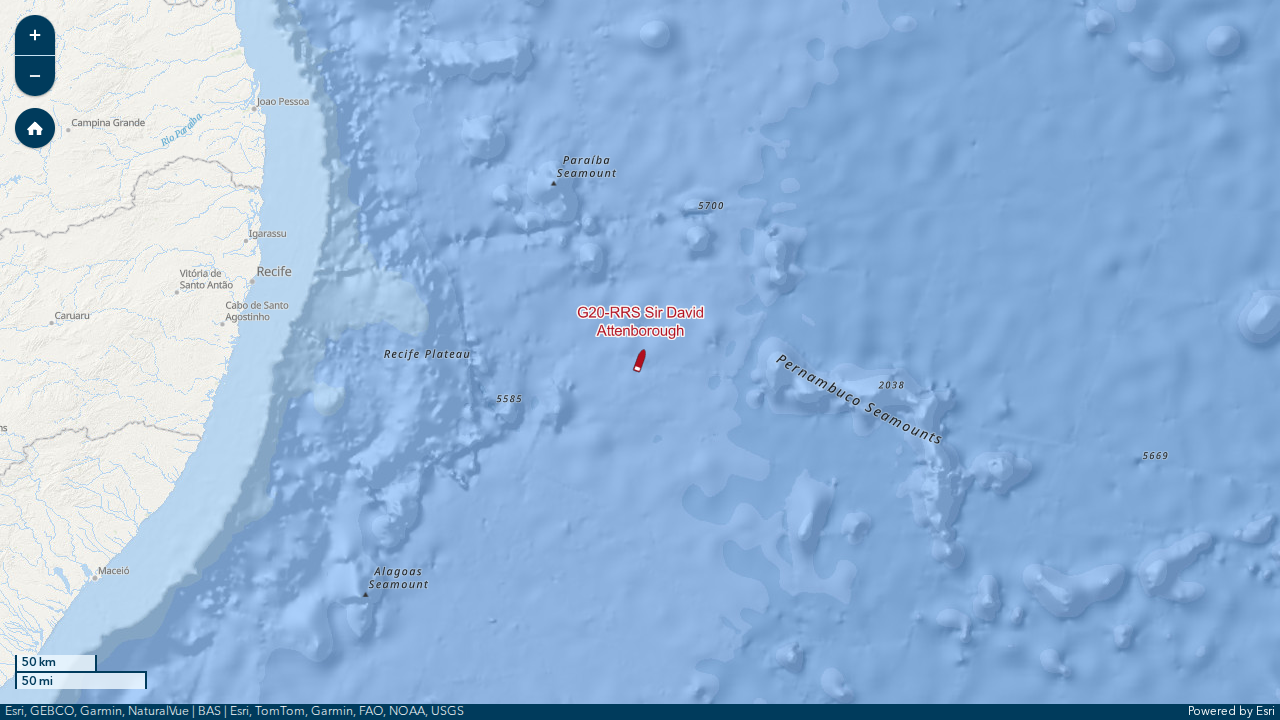 +
−
Joao Pessoa
Campina Grande
Rio Paraíba
Paraíba
Seamount
5700
Igarassu
Recife
Vitória de
Santo Antão
Cabo de Santo
Agostinho
Caruaru
G20-RRS Sir David
Attenborough
Recife Plateau
Pernambuco Seamounts
2038
5585
ns
5669
Maceió
Alagoas
Seamount
50 km
50 mi
Esri, GEBCO, Garmin, NaturalVue | BAS | Esri, TomTom, Garmin, FAO, NOAA, USGS
Powered by Esri